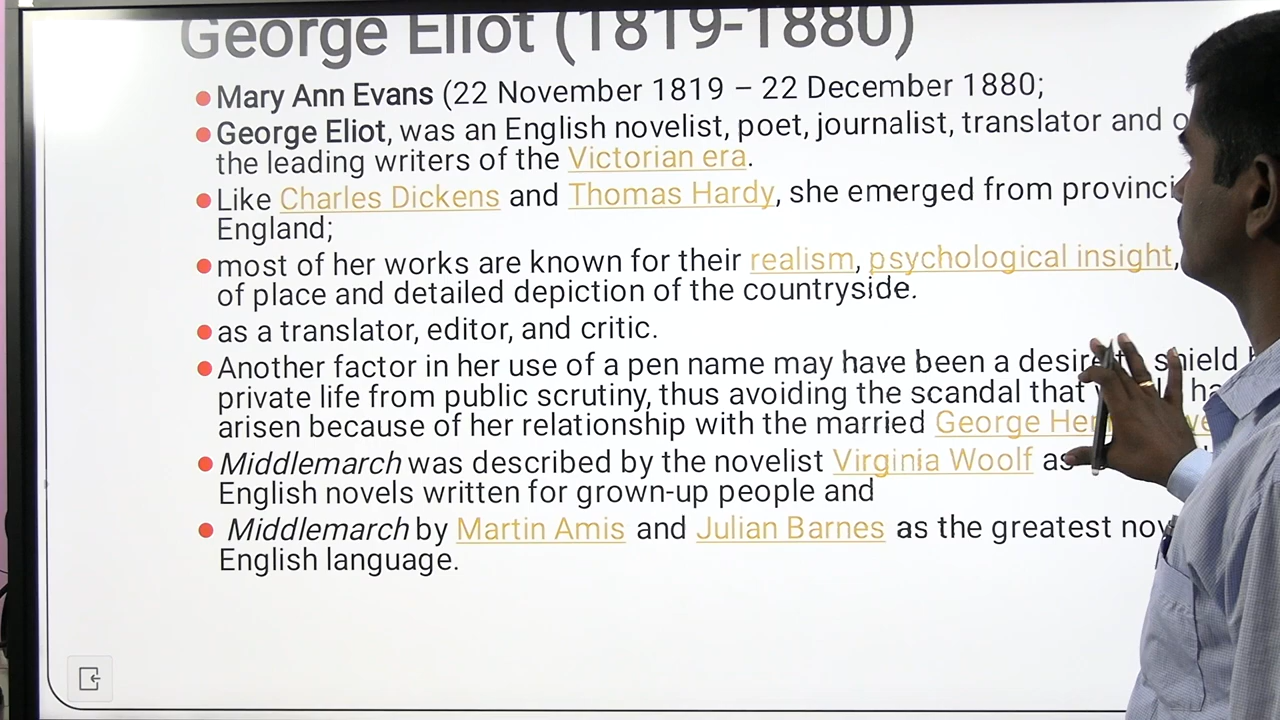 George Eliot (1819-1880)
Mary Ann Evans (22 November 1819 – 22 December 1880;
George Eliot, was an English novelist, poet, journalist, translator and
the leading writers of the Victorian era.
Like Charles Dickens and Thomas Hardy, she emerged from
England;
most of her works are known for their realism, psychological insight,
of place and detailed depiction of the countryside.
as a translator, editor, and critic.
Another factor in her use of a pen name may have been a desire shield
private life from public scrutiny, thus avoiding the scandal that
arisen because of her relationship with the married George
Middlemarch was described by the novelist Virginia Woolf as
English novels written for grown-up people and
Middlemarch by Martin Amis and Julian Barnes as the greatest
English language.